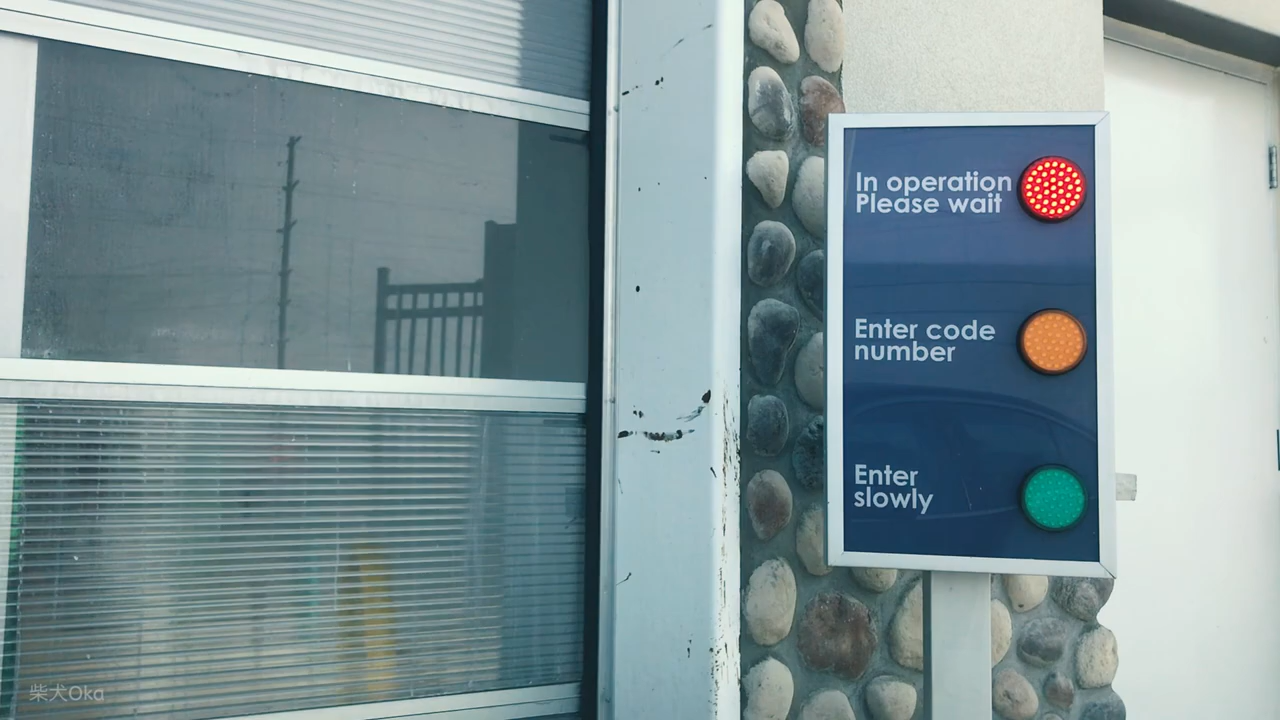 In operation
Please wait
Enter code
number
Enter
slowly
柴犬Oka